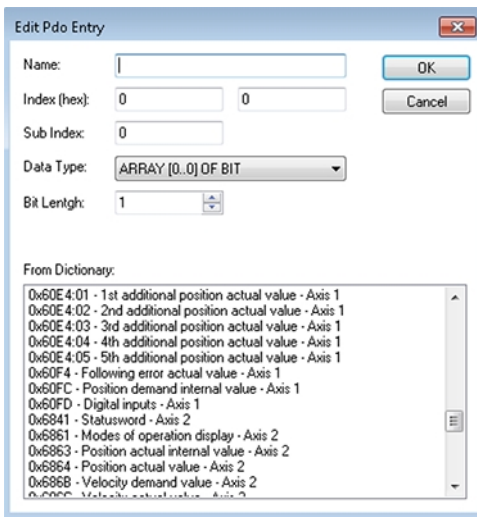 Edit Pdo Entry
Name:
OK
Index (hex): 0 0
Cancel
Sub Index: 0
Data Type: ARRAY [0..0] OF BIT
Bit Lentgh: 1
From Dictionary:
0x60E4:01 - 1st additional position actual value - Axis 1
0x60E4:02 - 2nd additional position actual value - Axis 1
0x60E4:03 - 3rd additional position actual value - Axis 1
0x60E4:04 - 4th additional position actual value - Axis 1
0x60E4:05 - 5th additional position actual value - Axis 1
0x60F4 - Following error actual value - Axis 1
0x60FC - Position demand internal value - Axis 1
0x60FD - Digital inputs - Axis 1
0x6841 - Statusword - Axis 2
0x6861 - Modes of operation display - Axis 2
0x6863 - Position actual internal value - Axis 2
0x6864 - Position actual value - Axis 2
0x686B - Velocity demand value - Axis 2
0x686C - Velocity actual value - Axis 2